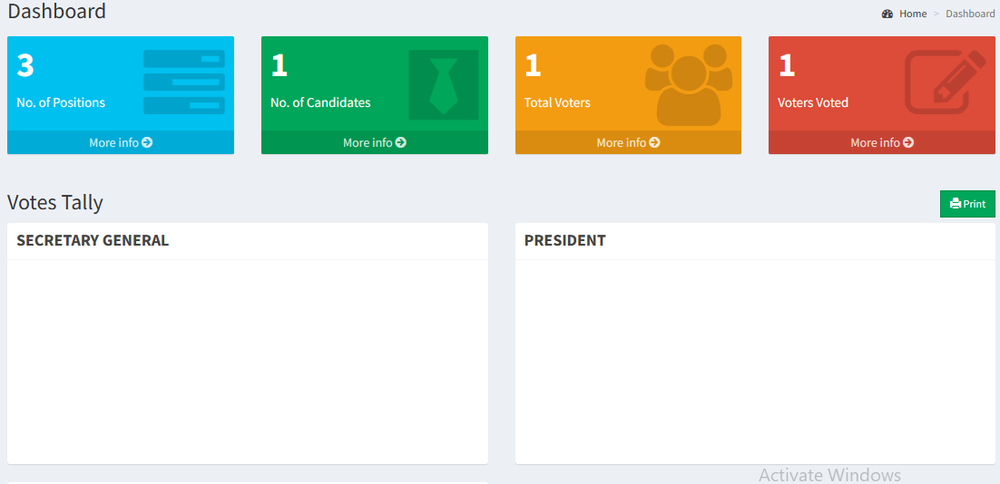 Dashboard
Home > Dashboard
3
No. of Positions
More info
1
No. of Candidates
More info
1
Total Voters
More info
1
Voters Voted
More info
Votes Tally
Print
SECRETARY GENERAL
PRESIDENT
Activate Windows